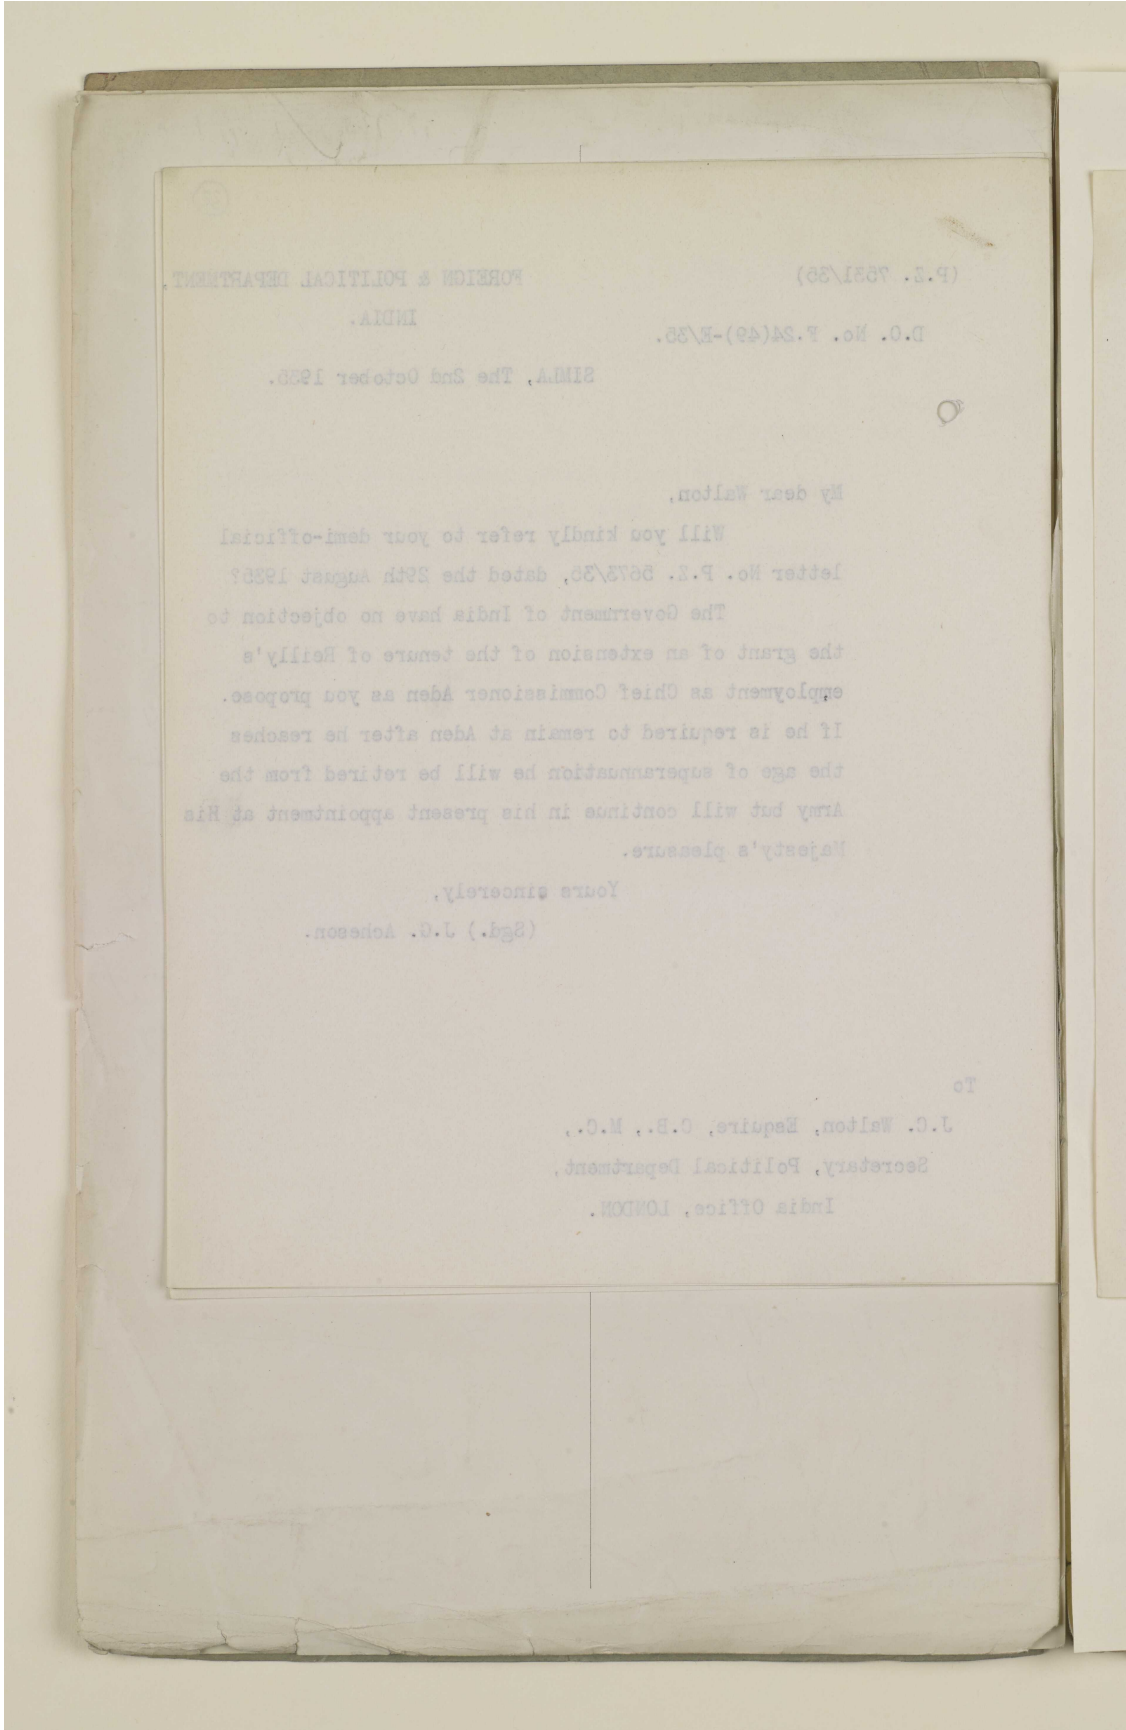 (P.Z. 7531/35)
FOREIGN & POLITICAL DEPARTMENT,
INDIA.
D.O. No. F.24(49)-E/35.
SIMLA, The 2nd October 1935.
My dear Walton,
Will you kindly refer to your demi-official
letter No. P.Z. 5673/35, dated the 29th August 1935?
The Government of India have no objection to
the grant of an extension of the tenure of Reilly's
employment as Chief Commissioner Aden as you propose.
If he is required to remain at Aden after he reaches
the age of superannuation he will be retired from the
Army but will continue in his present appointment at His
Majesty's pleasure.
Yours sincerely,
(Sgd.) J.G. Acheson.
To
J.C. Walton, Esquire, C.B., M.C.,
Secretary, Political Department,
India Office, LONDON.